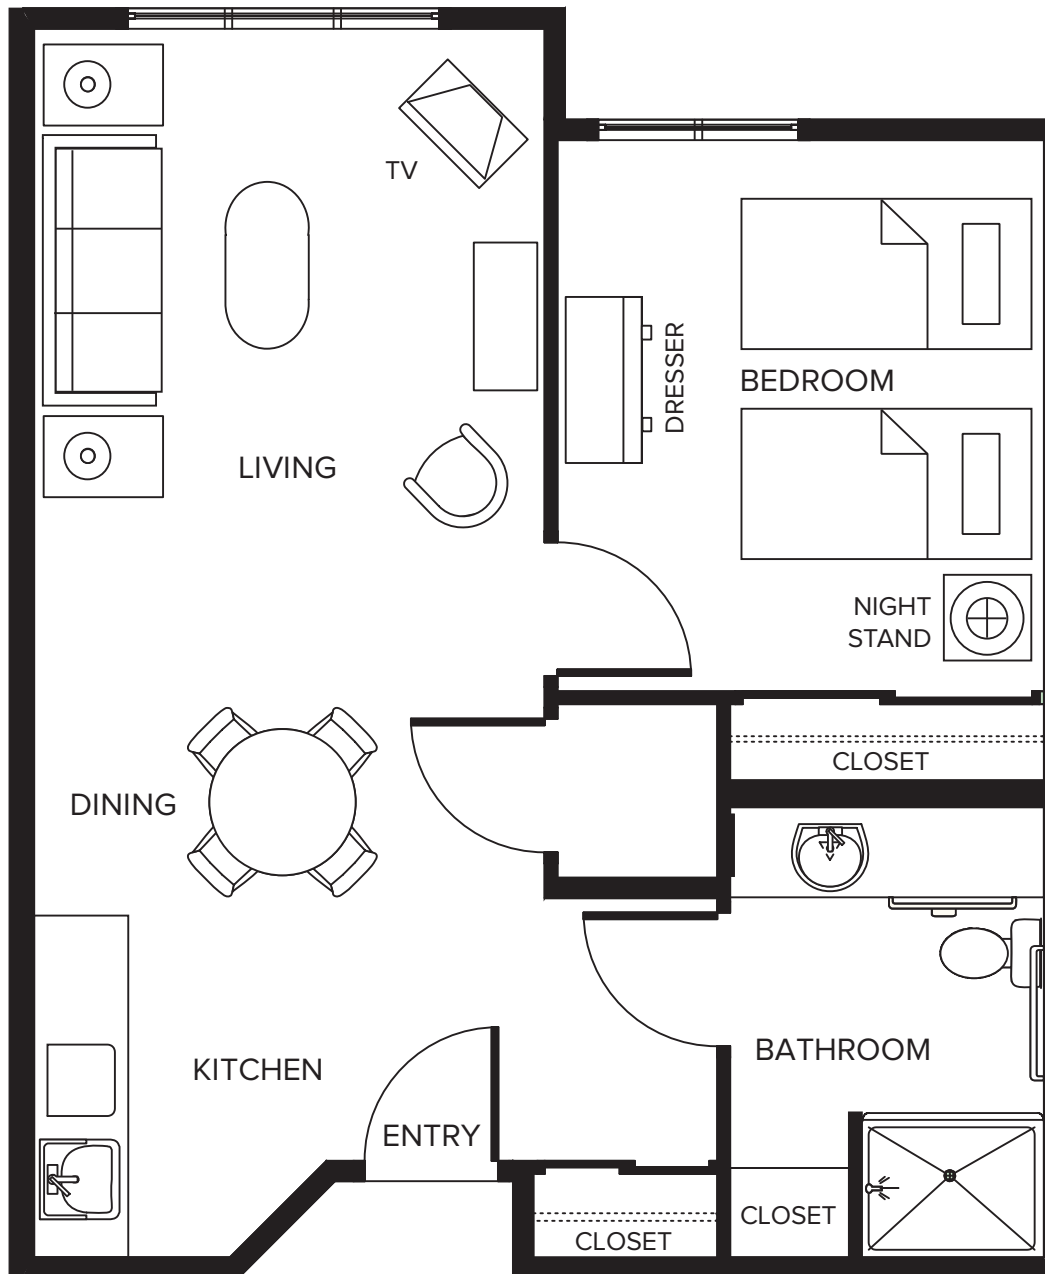 TV
DRESSER
BEDROOM
LIVING
NIGHT
STAND
CLOSET
DINING
BATHROOM
KITCHEN
ENTRY
CLOSET
CLOSET